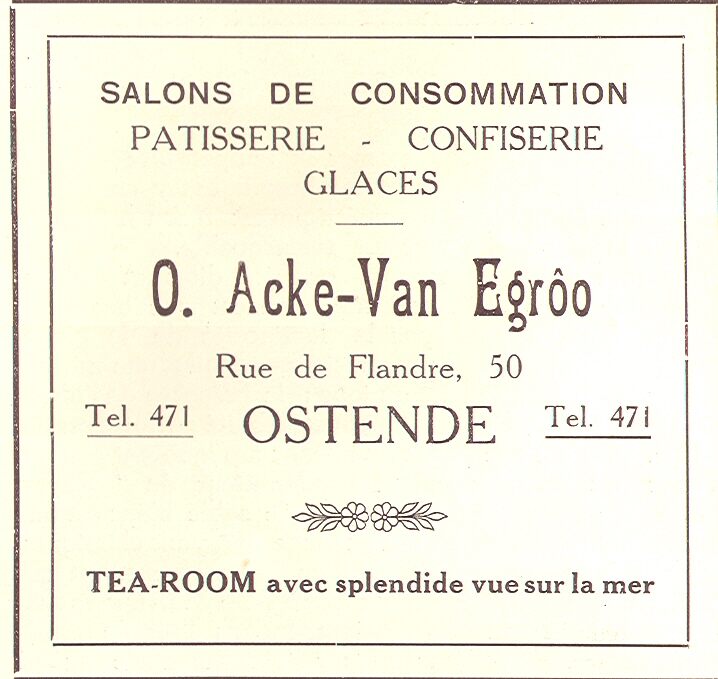 SALONS DE CONSOMMATION
PATISSERIE - CONFISERIE
GLACES
O. Acke-Van Egrôo
Rue de Flandre, 50
Tel. 471 OSTENDE Tel. 471
TEA-ROOM avec splendide vue sur la mer